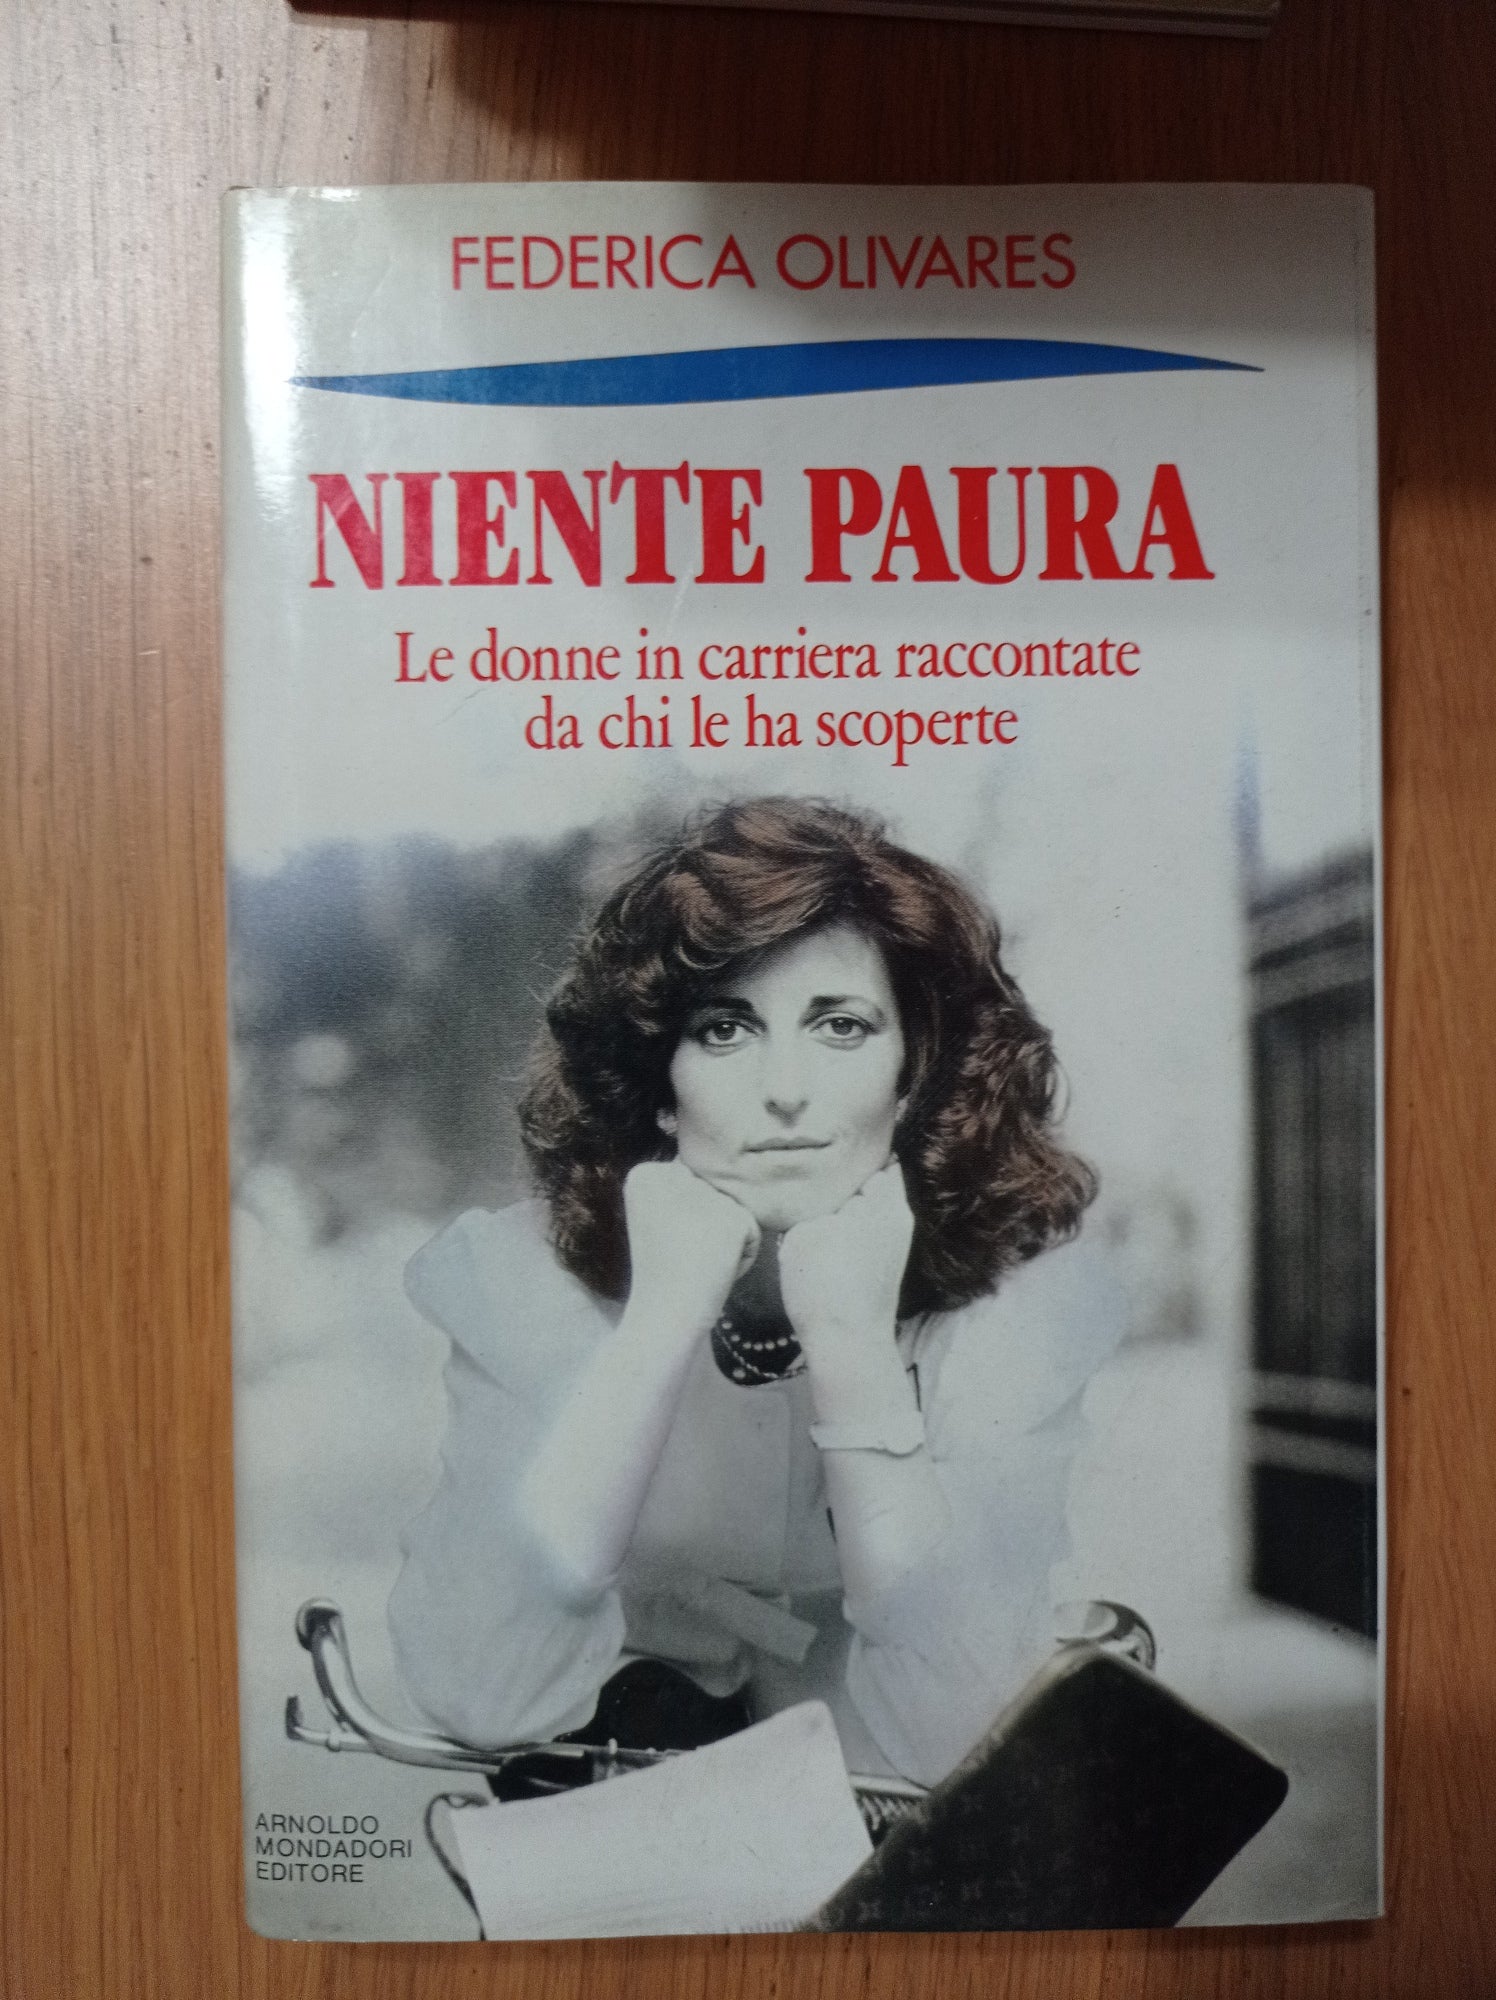 FEDERICA OLIVARES
NIENTE PAURA
Le donne in carriera raccontate
da chi le ha scoperte
ARNOLDO
MONDADORI
EDITORE